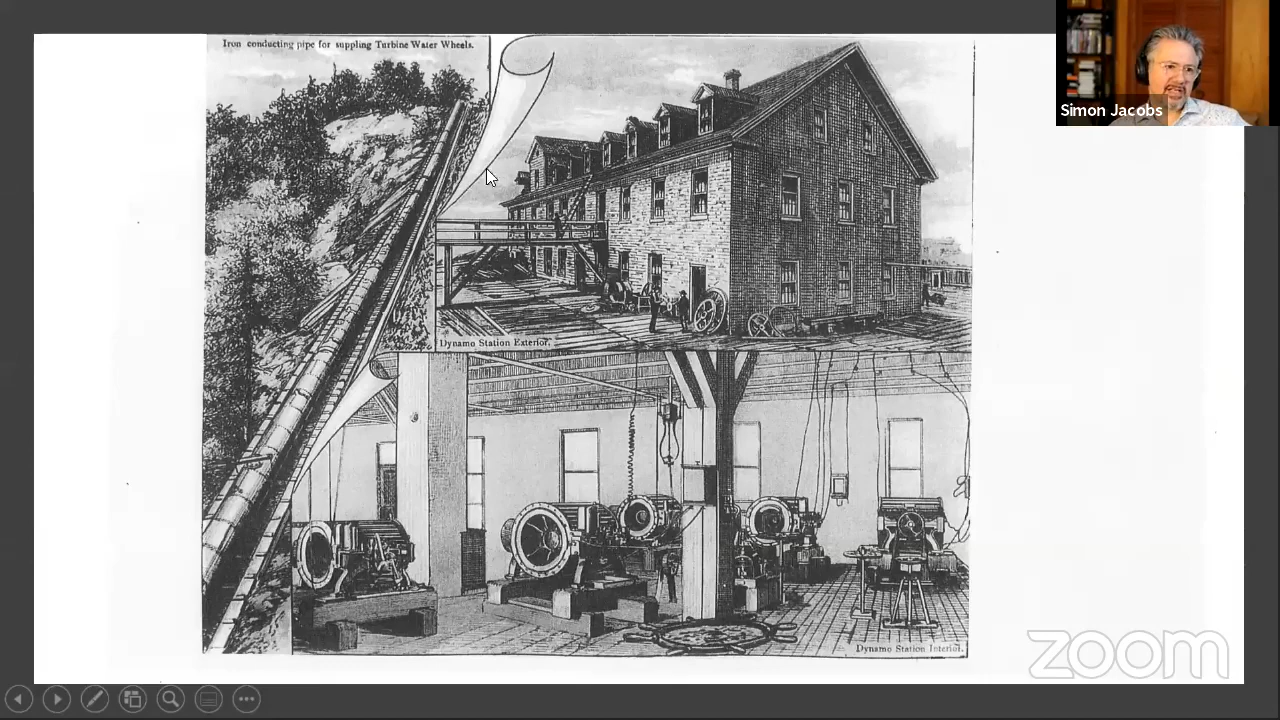 Iron conducting pipe for suppling Turbine Water Wheels.
Simon Jacobs
Dynamo Station Exterior.
Dynamo Station Interior.
zoom